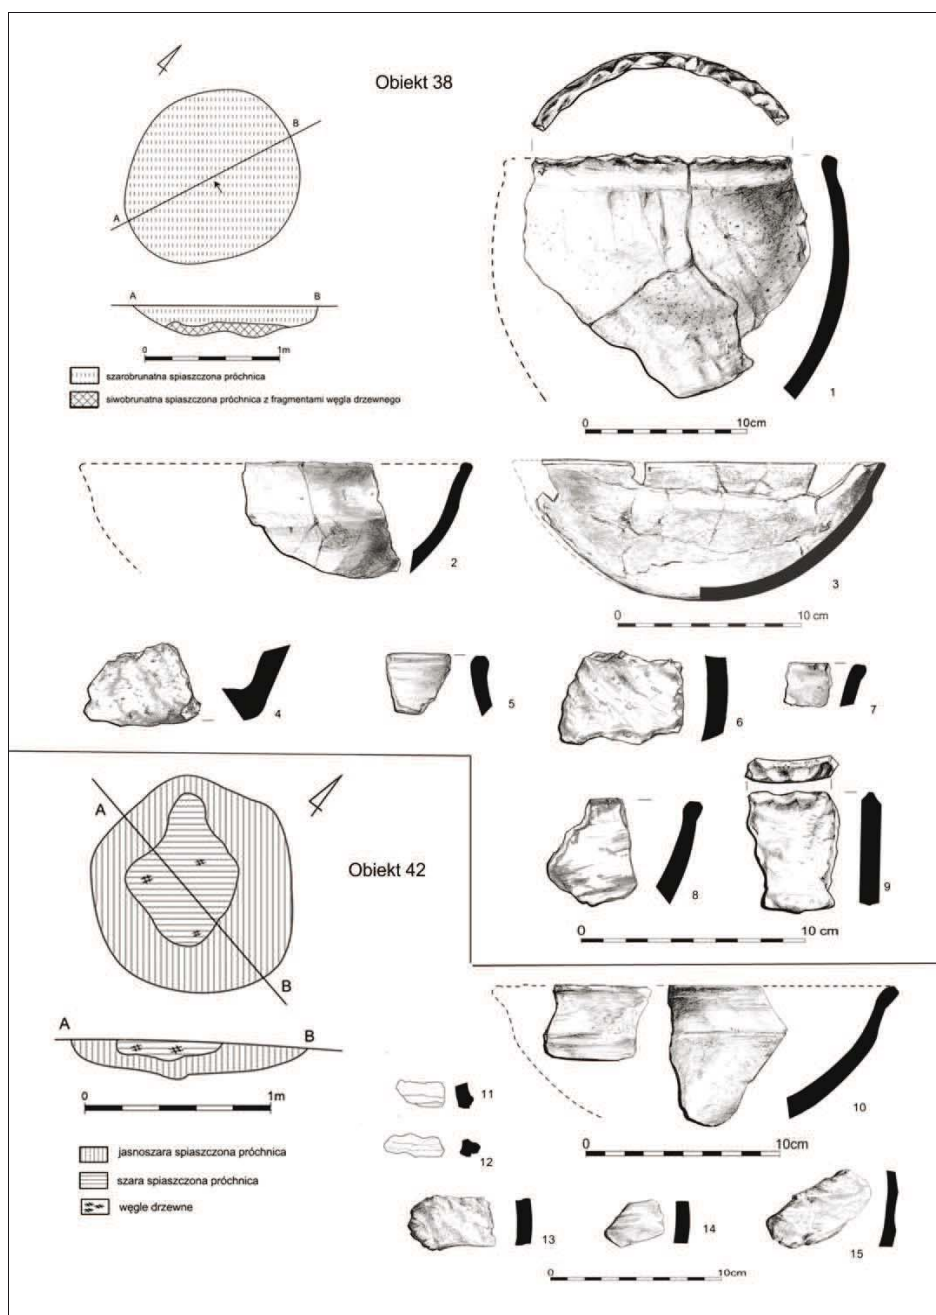 Obiekt 38
B
A
A B
0 1m
szarobrunatna spiaszczona próchnica
siwobrunatna spiaszczona próchnica z fragmentami węgla drzewnego
1
0 10cm
2
3
0 10 cm
4
5
6
7
8
9
0 10 cm
A
Obiekt 42
B
A B
0 1m
jasnoszara spiaszczona próchnica
szara spiaszczona próchnica
węgle drzewne
10
11
12
0 10cm
13
14
15
0 10cm